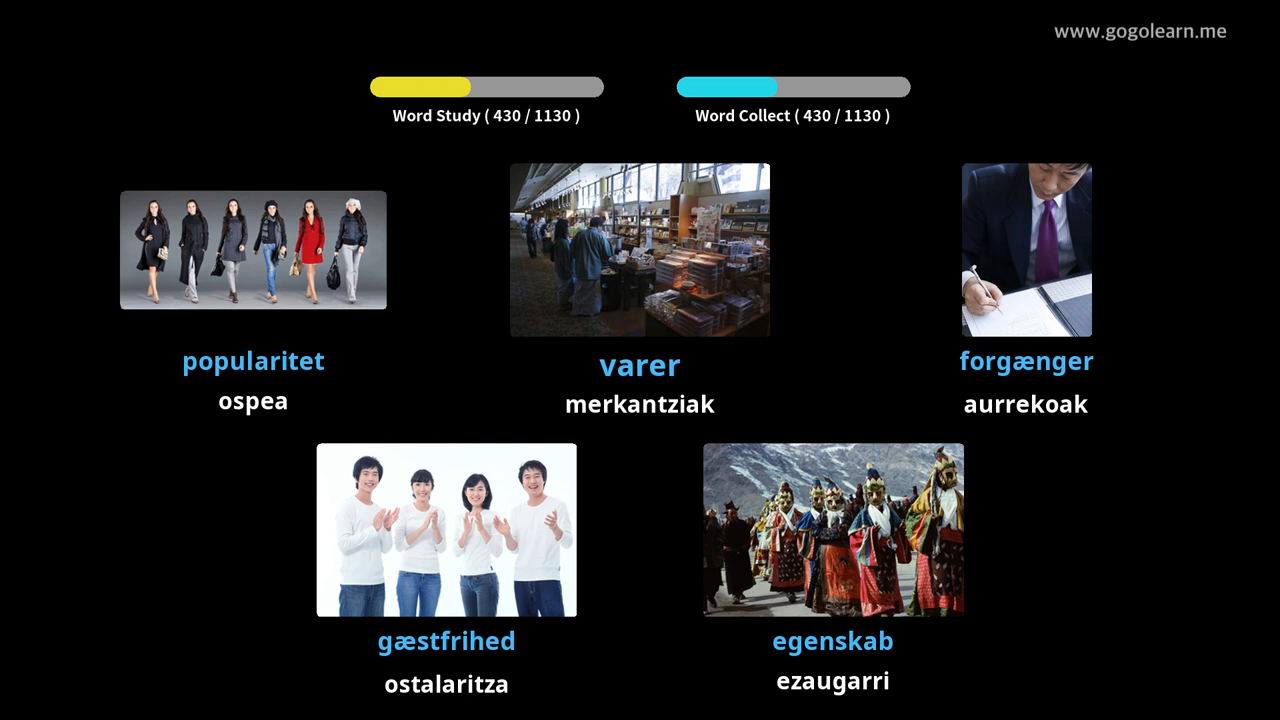 www.gogolearn.me
Word Study ( 430 / 1130 )
Word Collect ( 430 / 1130 )
popularitet
ospea
varer
merkantziak
forgænger
aurrekoak
gæstfrihed
ostalaritza
egenskab
ezaugarri